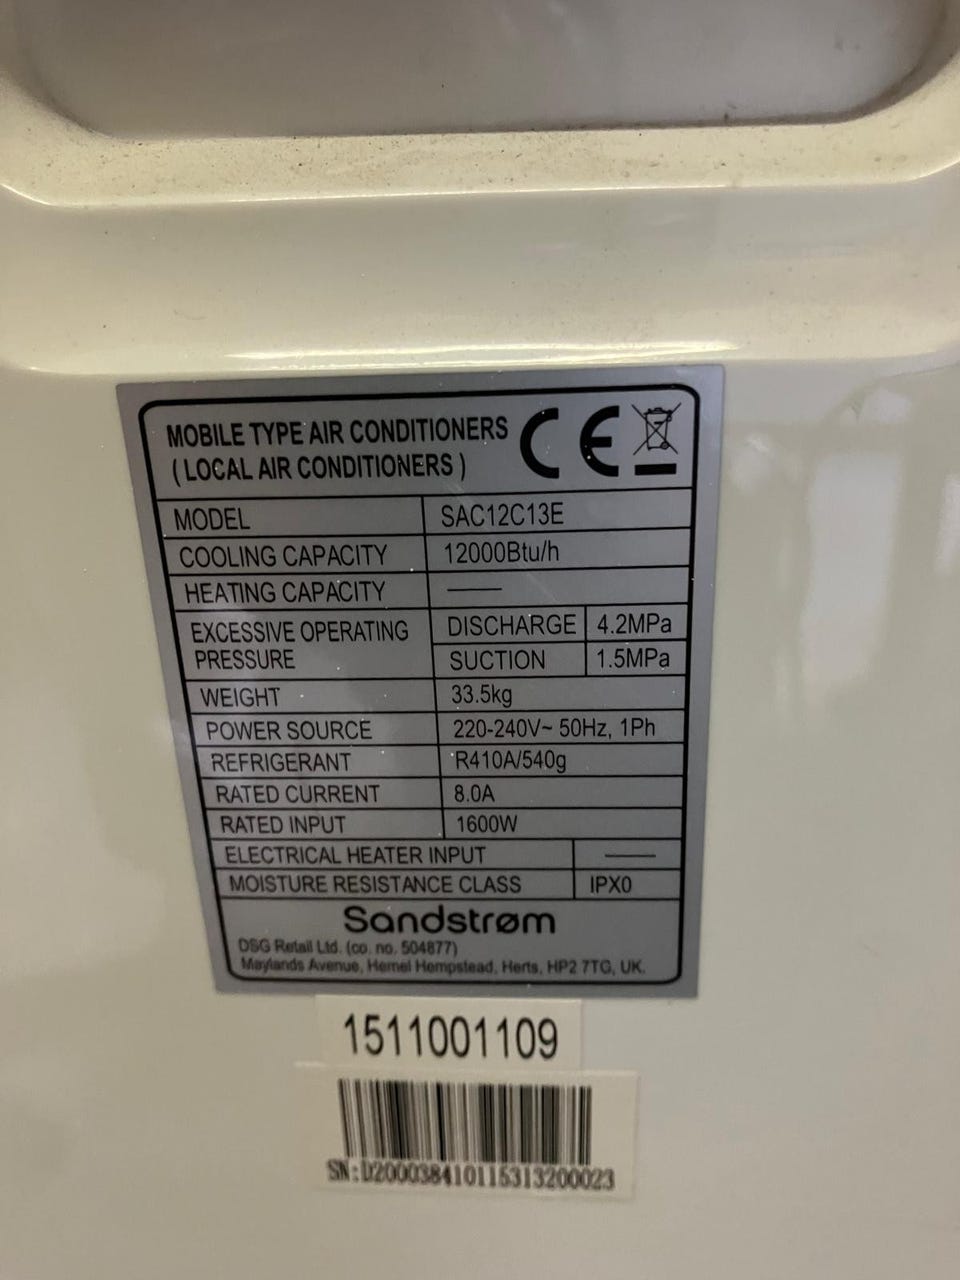 MOBILE TYPE AIR CONDITIONERS
(LOCAL AIR CONDITIONERS)
CE
MODEL SAC12C13E
COOLING CAPACITY 12000Btu/h
HEATING CAPACITY ——
EXCESSIVE OPERATING PRESSURE DISCHARGE 4.2MPa
SUCTION 1.5MPa
WEIGHT 33.5kg
POWER SOURCE 220-240V~ 50Hz, 1Ph
REFRIGERANT R410A/540g
RATED CURRENT 8.0A
RATED INPUT 1600W
ELECTRICAL HEATER INPUT ——
MOISTURE RESISTANCE CLASS IPX0
Sandstrøm
DSG Retail Ltd. (co. no. 504877)
Maylands Avenue, Hemel Hempstead, Herts, HP2 7TG, UK.
1511001109
SN:D200038410115313200023